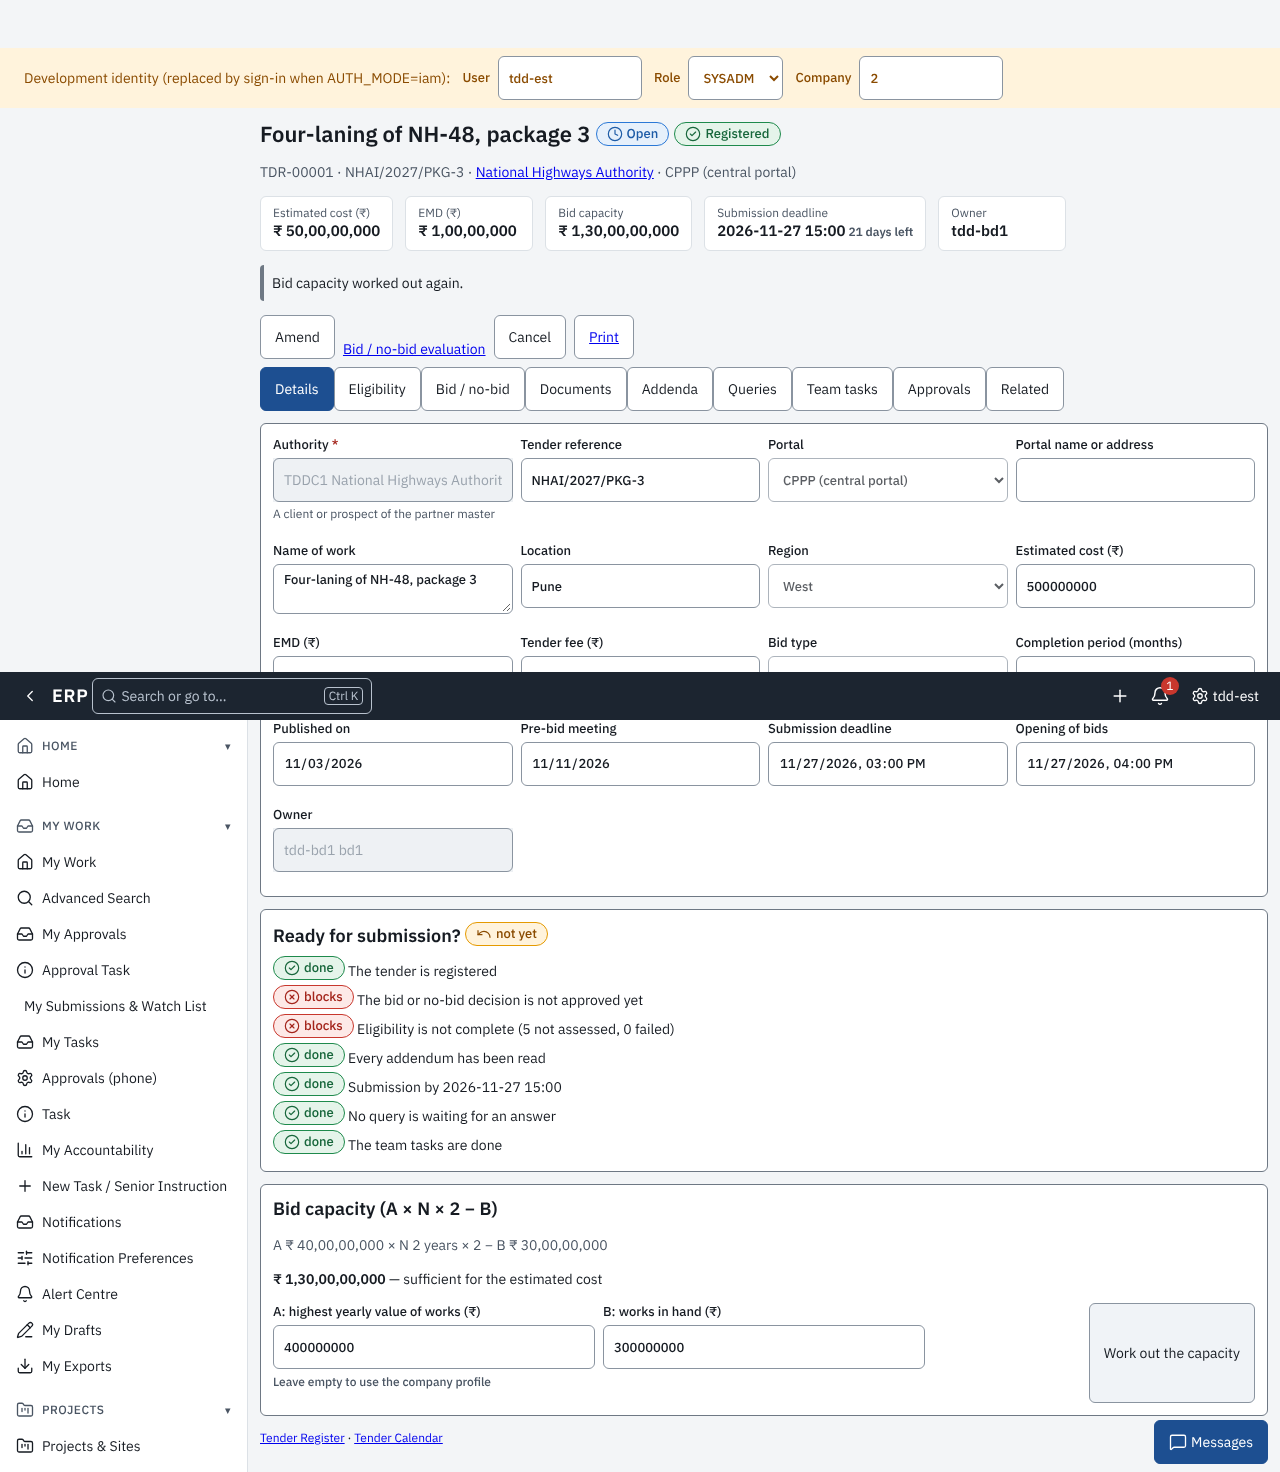 Development identity (replaced by sign-in when AUTH_MODE=iam): User tdd-est Role SYSADM Company 2
Four-laning of NH-48, package 3 Open Registered
TDR-00001 · NHAI/2027/PKG-3 · National Highways Authority · CPPP (central portal)
Estimated cost (₹) EMD (₹) Bid capacity Submission deadline Owner
₹ 50,00,00,000 ₹ 1,00,00,000 ₹ 1,30,00,00,000 2026-11-27 15:00 21 days left tdd-bd1
Bid capacity worked out again.
Amend Bid / no-bid evaluation Cancel Print
Details Eligibility Bid / no-bid Documents Addenda Queries Team tasks Approvals Related
Authority * Tender reference Portal Portal name or address
TDDC1 National Highways Authorit NHAI/2027/PKG-3 CPPP (central portal)
A client or prospect of the partner master
Name of work Location Region Estimated cost (₹)
Four-laning of NH-48, package 3 Pune West 500000000
EMD (₹) Tender fee (₹) Bid type Completion period (months)
ERP Search or go to... Ctrl K 1 tdd-est
Published on Pre-bid meeting Submission deadline Opening of bids
11/03/2026 11/11/2026 11/27/2026, 03:00 PM 11/27/2026, 04:00 PM
Owner
tdd-bd1 bd1
Ready for submission? not yet
done The tender is registered
blocks The bid or no-bid decision is not approved yet
blocks Eligibility is not complete (5 not assessed, 0 failed)
done Every addendum has been read
done Submission by 2026-11-27 15:00
done No query is waiting for an answer
done The team tasks are done
Bid capacity (A × N × 2 − B)
A ₹ 40,00,00,000 × N 2 years × 2 − B ₹ 30,00,00,000
₹ 1,30,00,00,000 — sufficient for the estimated cost
A: highest yearly value of works (₹) B: works in hand (₹)
400000000 300000000 Work out the capacity
Leave empty to use the company profile
Tender Register · Tender Calendar
HOME
Home
MY WORK
My Work
Advanced Search
My Approvals
Approval Task
My Submissions & Watch List
My Tasks
Approvals (phone)
Task
My Accountability
New Task / Senior Instruction
Notifications
Notification Preferences
Alert Centre
My Drafts
My Exports
PROJECTS
Projects & Sites
Messages